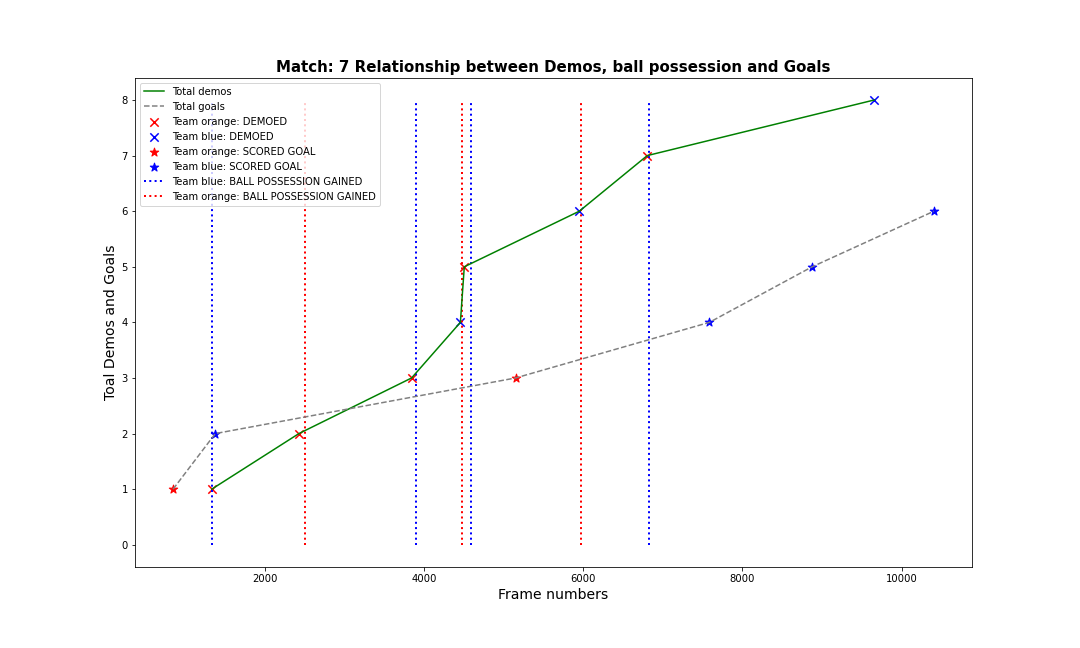 Match: 7 Relationship between Demos, ball possession and Goals
Total demos
Total goals
Team orange: DEMOED
Team blue: DEMOED
Team orange: SCORED GOAL
Team blue: SCORED GOAL
Team blue: BALL POSSESSION GAINED
Team orange: BALL POSSESSION GAINED
Toal Demos and Goals
8
7
6
5
4
3
2
1
0
2000 4000 6000 8000 10000
Frame numbers